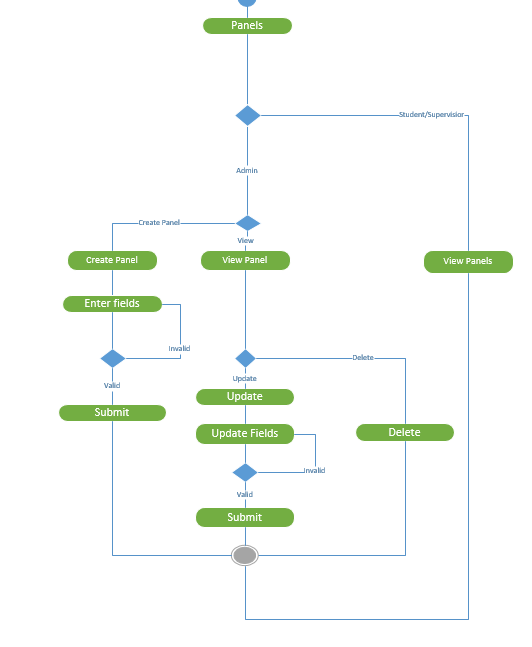 Panels
Student/Supervisior
Admin
Create Panel
View
Create Panel
View Panel
View Panels
Enter fields
Invalid
Delete
Valid
Update
Submit
Update
Update Fields
Delete
Invalid
Valid
Submit